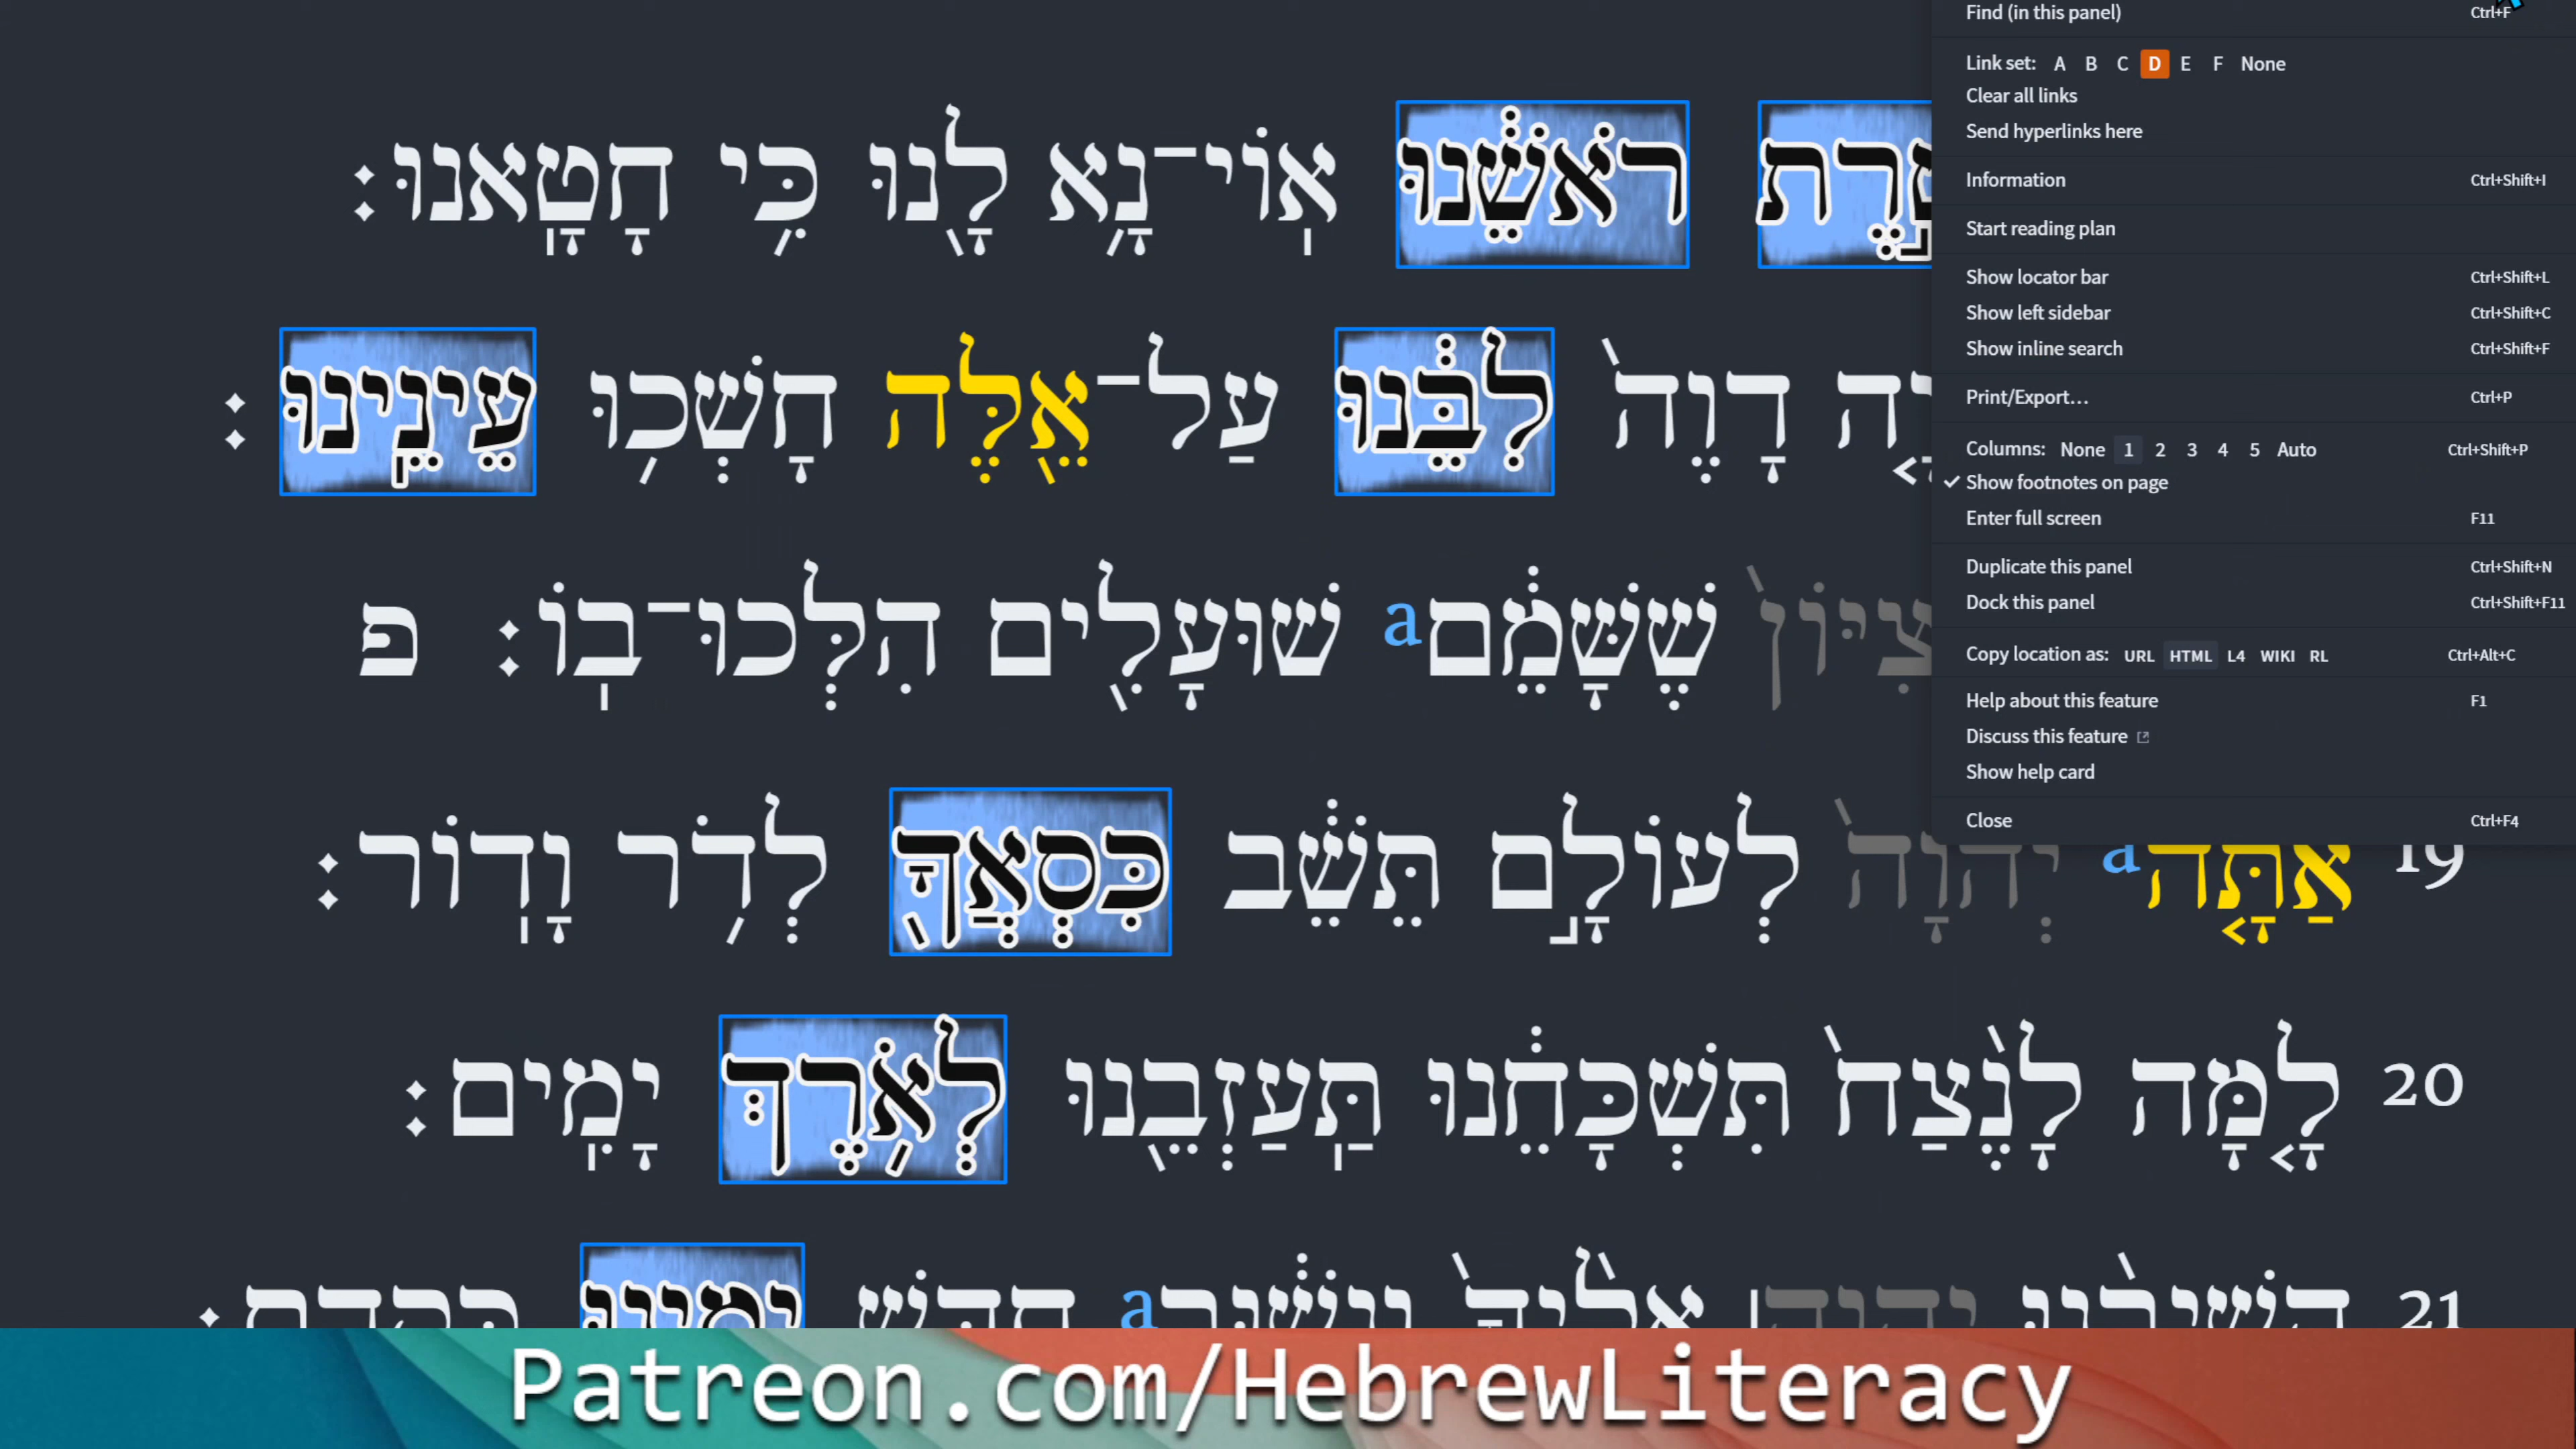 רֹאשֵׁ֔נוּ אֽוֹי־נָ֥א לָ֖נוּ כִּ֥י חָטָֽאנוּ׃
דָוֶה֙ לִבֵּ֔נוּ עַל־אֵ֖לֶּה חָשְׁכ֥וּ עֵינֵֽינוּ׃
צִיּוֹן֙ שֶׁשָּׁמֵ֔ם a שׁוּעָלִ֖ים הִלְּכוּ־בֽוֹ׃ פ
19 אַתָּ֤ה a יְהוָה֙ לְעוֹלָ֣ם תֵּשֵׁ֔ב כִּסְאֲךָ֖ לְדֹ֥ר וָדֽוֹר׃
20 לָ֤מָּה לָנֶ֙צַח֙ תִּשְׁכָּחֵ֔נוּ תַּֽעַזְבֵ֖נוּ לְאֹ֥רֶךְ יָמִֽים׃
21
Find (in this panel) Ctrl+F
Link set: A B C D E F None
Clear all links
Send hyperlinks here
Information Ctrl+Shift+I
Start reading plan
Show locator bar Ctrl+Shift+L
Show left sidebar Ctrl+Shift+C
Show inline search Ctrl+Shift+F
Print/Export… Ctrl+P
Columns: None 1 2 3 4 5 Auto Ctrl+Shift+P
Show footnotes on page
Enter full screen F11
Duplicate this panel Ctrl+Shift+N
Dock this panel Ctrl+Shift+F11
Copy location as: URL HTML L4 WIKI RL Ctrl+Alt+C
Help about this feature F1
Discuss this feature
Show help card
Close Ctrl+F4
Patreon.com/HebrewLiteracy